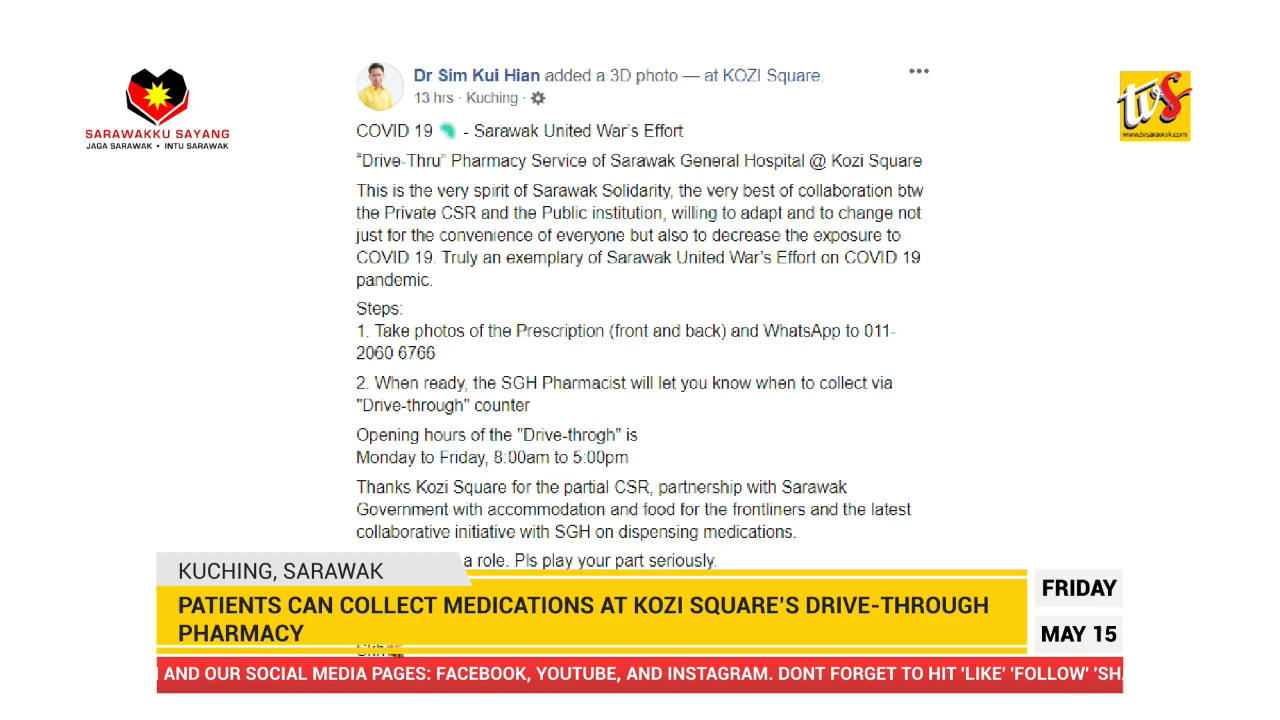 SARAWAKKU SAYANG
JAGA SARAWAK • INTU SARAWAK
tvS
www.tvsarawak.com
Dr Sim Kui Hian added a 3D photo — at KOZI Square.
13 hrs · Kuching ·
COVID 19 - Sarawak United War's Effort
“Drive-Thru” Pharmacy Service of Sarawak General Hospital @ Kozi Square
This is the very spirit of Sarawak Solidarity, the very best of collaboration btw
the Private CSR and the Public institution, willing to adapt and to change not
just for the convenience of everyone but also to decrease the exposure to
COVID 19. Truly an exemplary of Sarawak United War's Effort on COVID 19
pandemic.
Steps:
1. Take photos of the Prescription (front and back) and WhatsApp to 011-
2060 6766
2. When ready, the SGH Pharmacist will let you know when to collect via
"Drive-through" counter
Opening hours of the "Drive-throgh" is
Monday to Friday, 8:00am to 5:00pm
Thanks Kozi Square for the partial CSR, partnership with Sarawak
Government with accommodation and food for the frontliners and the latest
collaborative initiative with SGH on dispensing medications.
a role. Pls play your part seriously.
KUCHING, SARAWAK
PATIENTS CAN COLLECT MEDICATIONS AT KOZI SQUARE'S DRIVE-THROUGH
PHARMACY
FRIDAY
MAY 15
AND OUR SOCIAL MEDIA PAGES: FACEBOOK, YOUTUBE, AND INSTAGRAM. DONT FORGET TO HIT 'LIKE' 'FOLLOW'